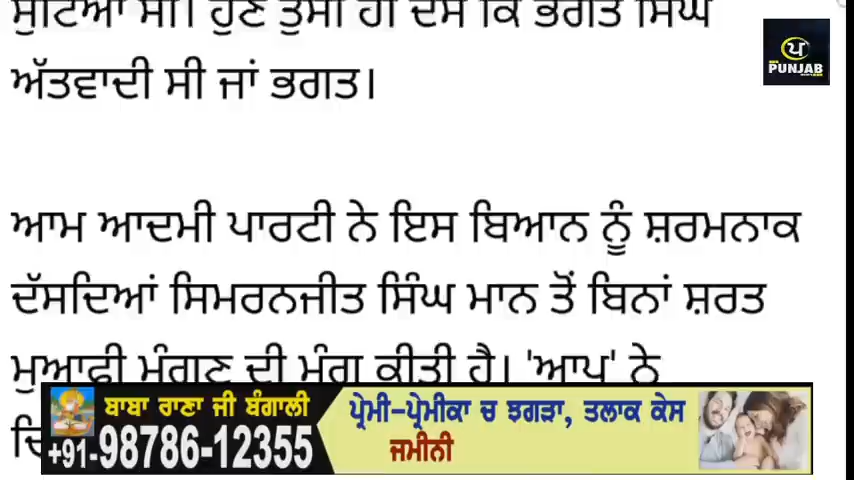 ਸੁੱਟਿਆ ਸੀ। ਹੁਣ ਤੁਸੀਂ ਹੀ ਦੱਸੋ ਕਿ ਭਗਤ ਸਿੰਘ
ਅੱਤਵਾਦੀ ਸੀ ਜਾਂ ਭਗਤ।
PUNJAB
ਆਮ ਆਦਮੀ ਪਾਰਟੀ ਨੇ ਇਸ ਬਿਆਨ ਨੂੰ ਸ਼ਰਮਨਾਕ
ਦੱਸਦਿਆਂ ਸਿਮਰਨਜੀਤ ਸਿੰਘ ਮਾਨ ਤੋਂ ਬਿਨਾਂ ਸ਼ਰਤ
ਮੁਆਫੀ ਮੰਗਣ ਦੀ ਮੰਗ ਕੀਤੀ ਹੈ। 'ਆਪ' ਨੇ
ਬਾਬਾ ਰਾਣਾ ਜੀ ਬੰਗਾਲੀ
+91-98786-12355
ਪ੍ਰੇਮੀ-ਪ੍ਰੇਮੀਕਾ ਚ ਝਗੜਾ, ਤਲਾਕ ਕੇਸ
ਜਮੀਨੀ